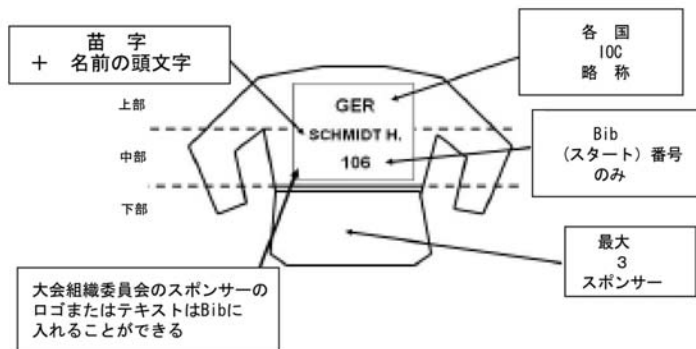 苗 字
+ 名前の頭文字
各 国
IOC
略 称
上部
GER
SCHMIDT H.
中部
106
Bib
(スタート)番号
のみ
下部
最大
3
スポンサー
大会組織委員会のスポンサーの
ロゴまたはテキストはBibに
入れることができる